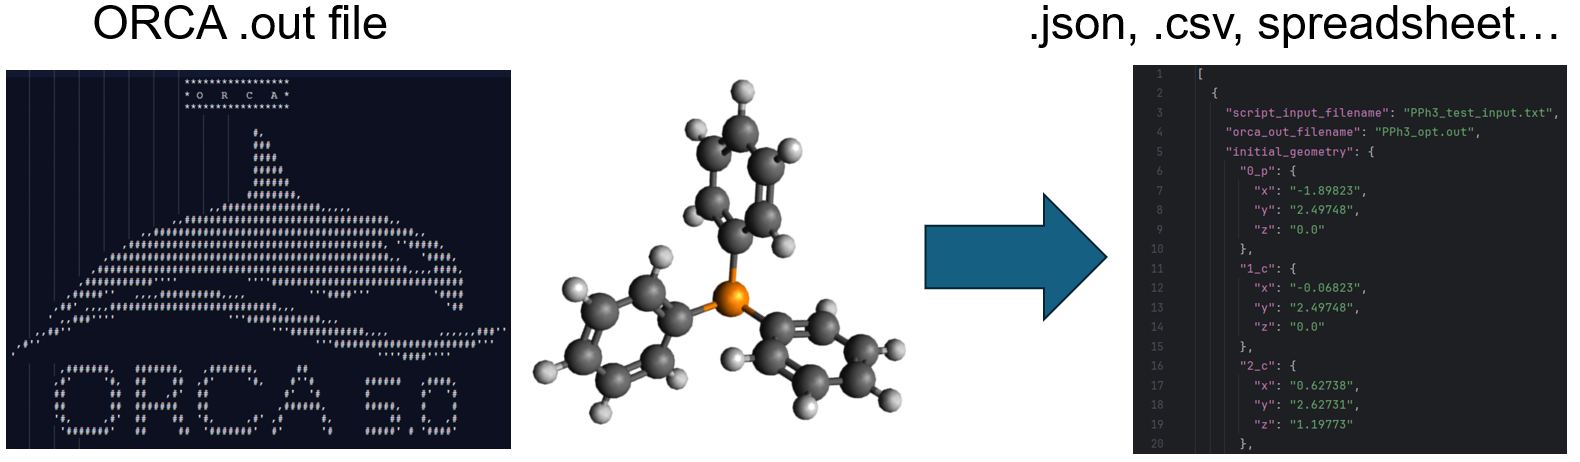 ORCA .out file
.json, .csv, spreadsheet…
*****************
* O R C A *
*****************
ORCA 5.0
1 [
2 {
3 "script_input_filename": "PPh3_test_input.txt",
4 "orca_out_filename": "PPh3_opt.out",
5 "initial_geometry": {
6 "0_p": {
7 "x": "-1.89823",
8 "y": "2.49748",
9 "z": "0.0"
10 },
11 "1_c": {
12 "x": "-0.06823",
13 "y": "2.49748",
14 "z": "0.0"
15 },
16 "2_c": {
17 "x": "0.62738",
18 "y": "2.62731",
19 "z": "1.19773"
20 },